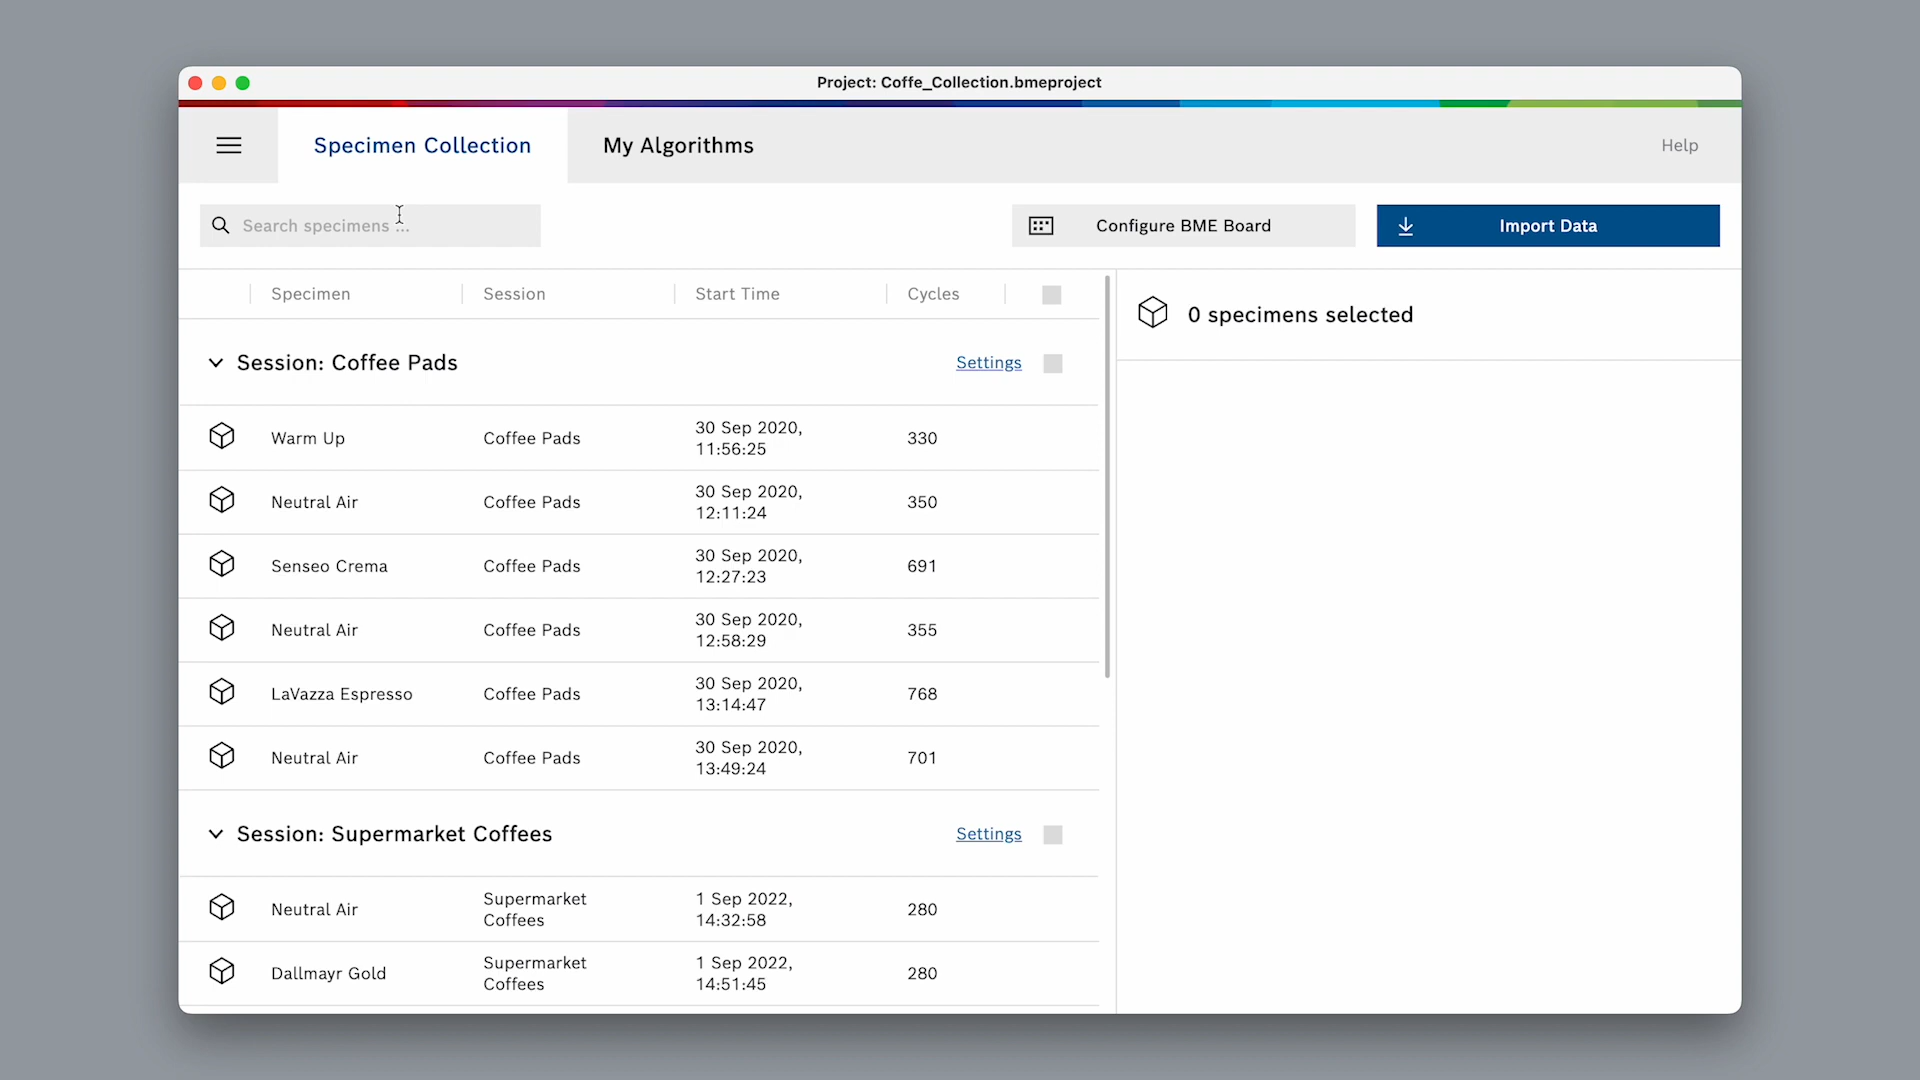 Project: Coffe_Collection.bmeproject
Specimen Collection
My Algorithms
Help
Search specimens ...
Configure BME Board
Import Data
Specimen
Session
Start Time
Cycles
0 specimens selected
Session: Coffee Pads
Settings
Warm Up
Coffee Pads
30 Sep 2020,
11:56:25
330
Neutral Air
Coffee Pads
30 Sep 2020,
12:11:24
350
Senseo Crema
Coffee Pads
30 Sep 2020,
12:27:23
691
Neutral Air
Coffee Pads
30 Sep 2020,
12:58:29
355
LaVazza Espresso
Coffee Pads
30 Sep 2020,
13:14:47
768
Neutral Air
Coffee Pads
30 Sep 2020,
13:49:24
701
Session: Supermarket Coffees
Settings
Neutral Air
Supermarket
Coffees
1 Sep 2022,
14:32:58
280
Dallmayr Gold
Supermarket
Coffees
1 Sep 2022,
14:51:45
280